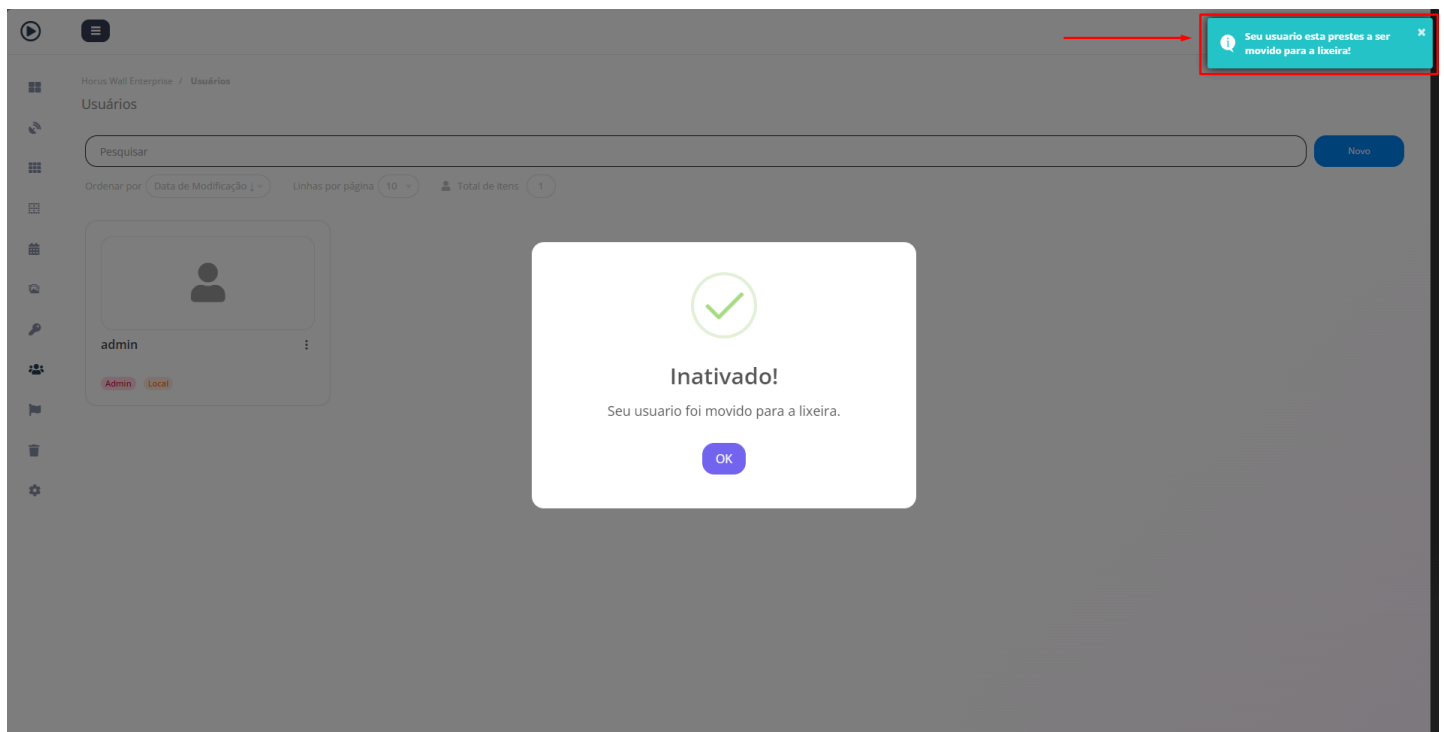 Seu usuario esta prestes a ser
movido para a lixeira!
Horus Wall Enterprise / Usuários
Usuários
Pesquisar
Novo
Ordenar por Data de Modificação ↓ Linhas por página 10 Total de itens 1
admin
Admin Local
Inativado!
Seu usuario foi movido para a lixeira.
OK